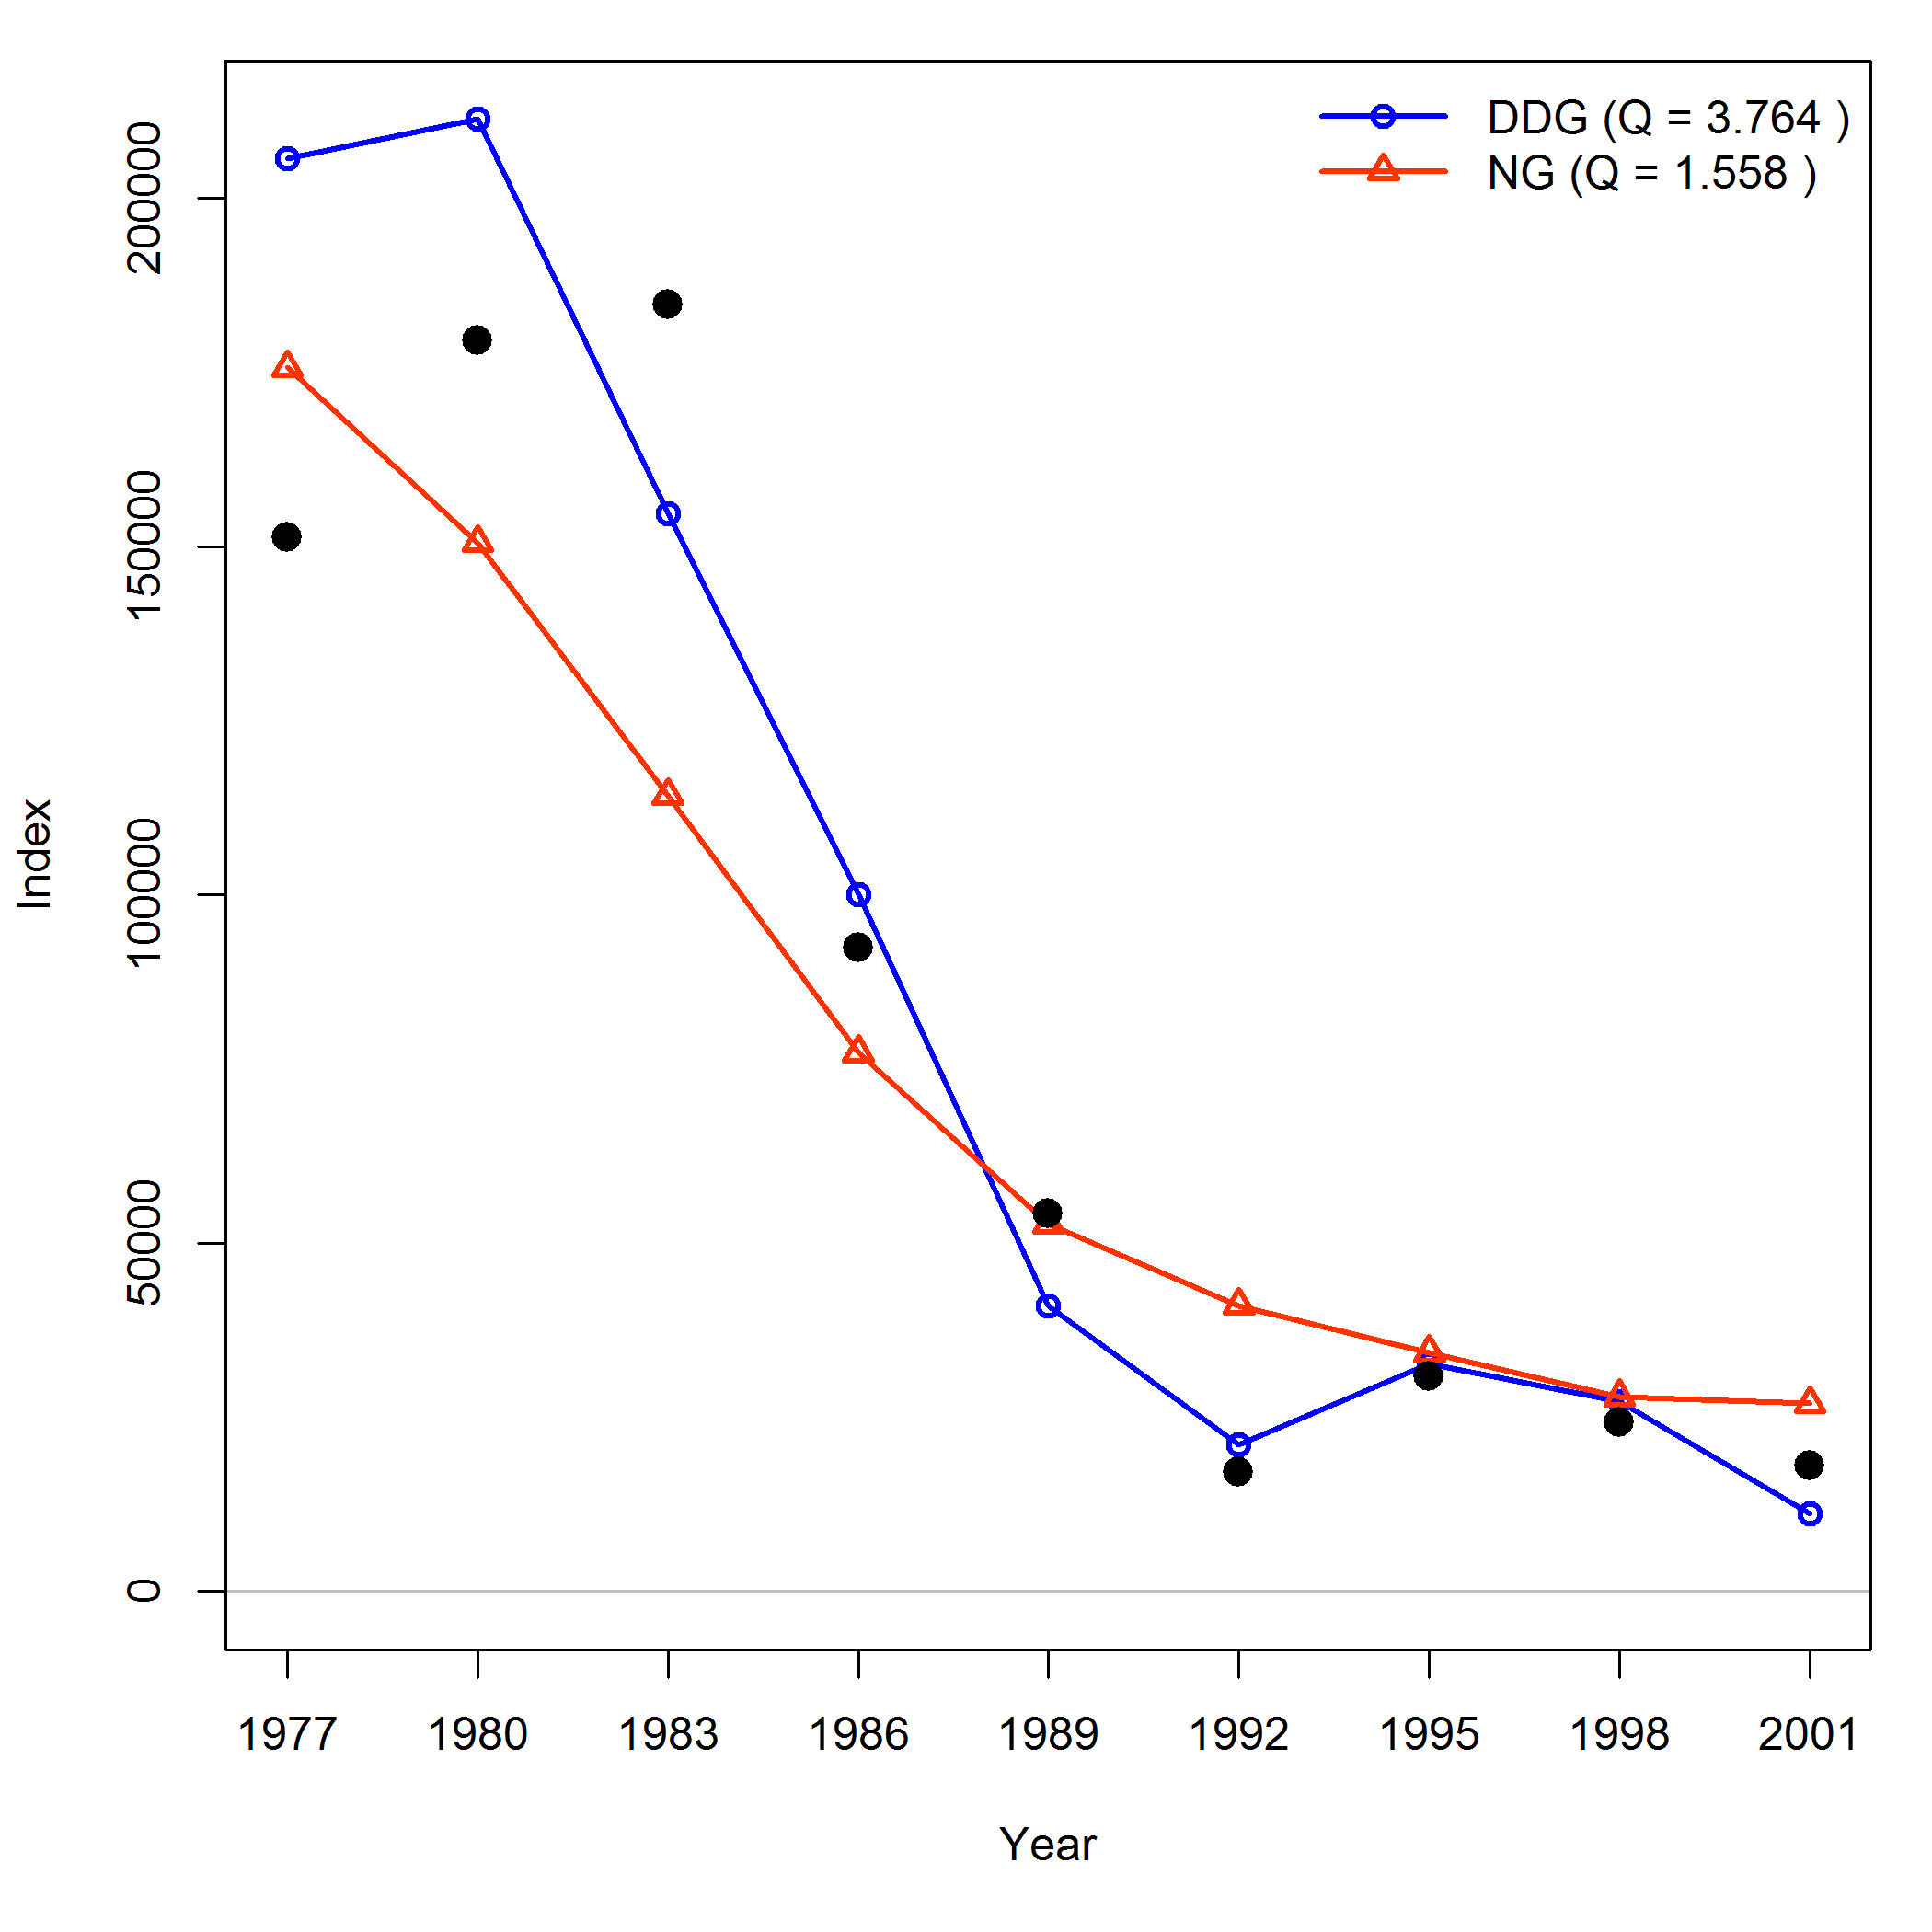 DDG (Q = 3.764 )
NG (Q = 1.558 )
200000
150000
100000
50000
0
Index
1977 1980 1983 1986 1989 1992 1995 1998 2001
Year